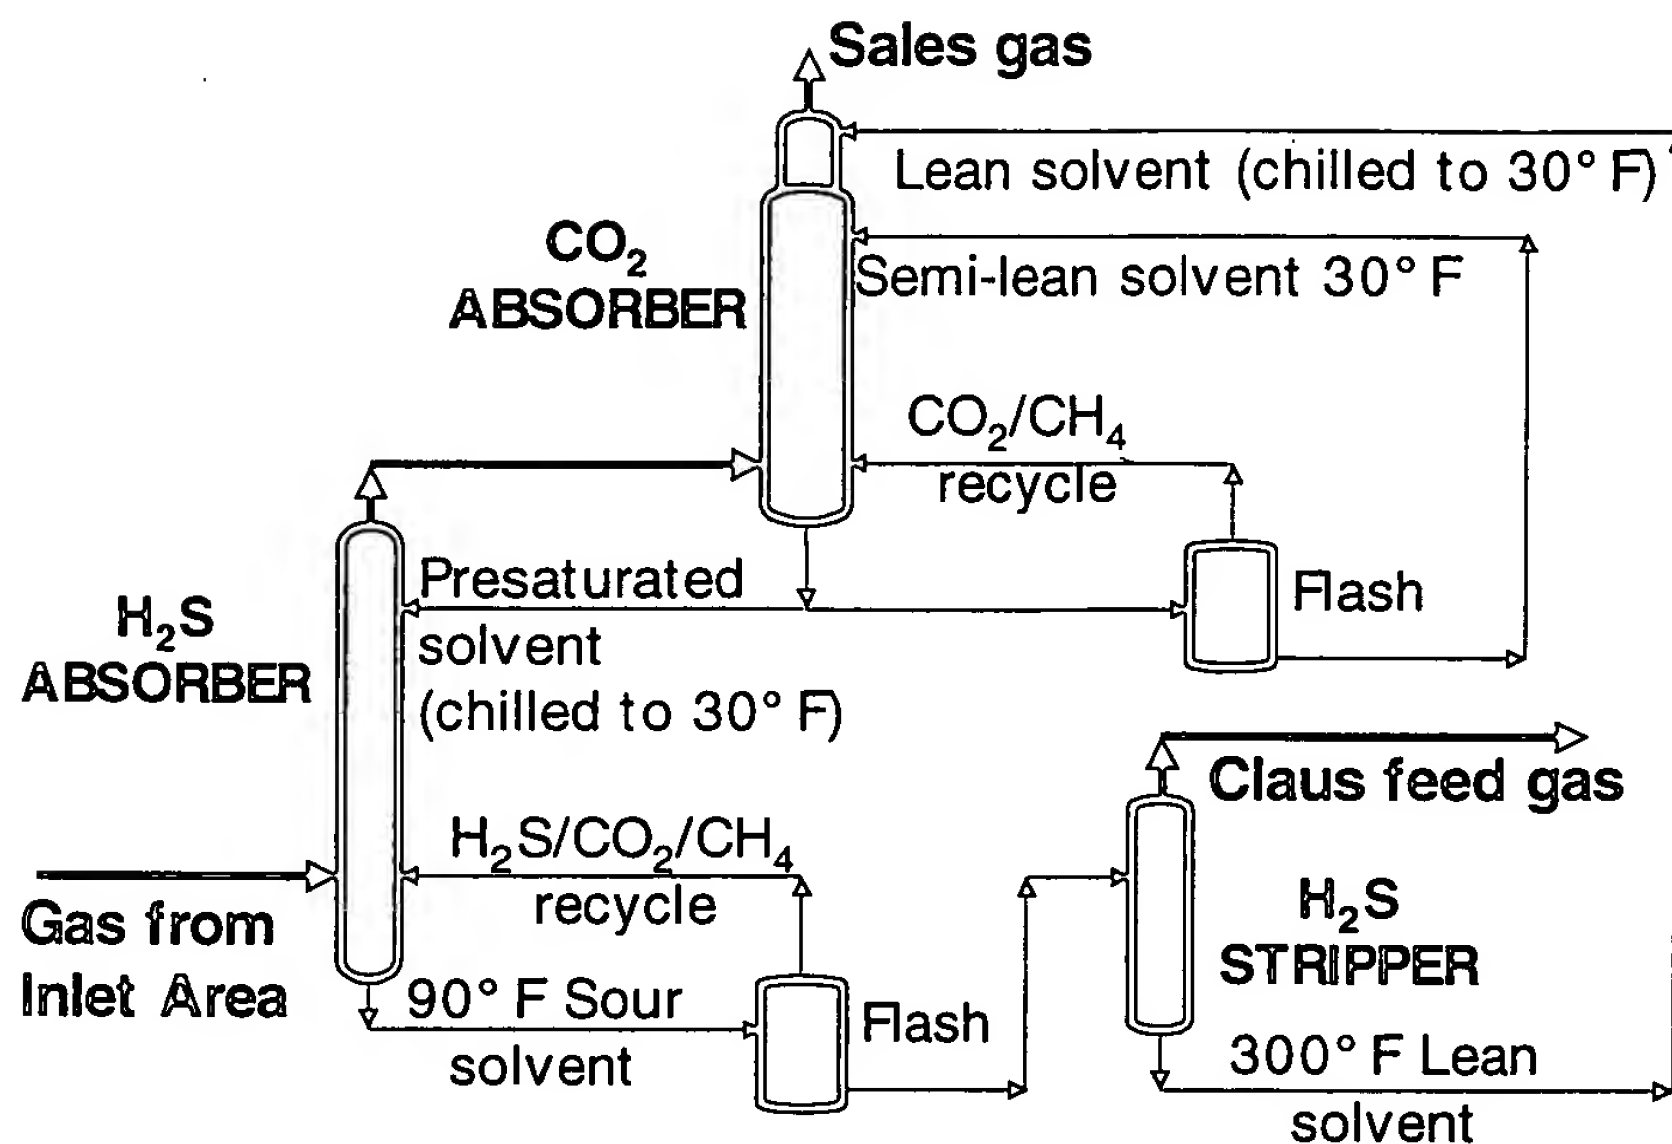 Sales gas
Lean solvent (chilled to 30° F)
CO₂
ABSORBER
Semi-lean solvent 30° F
CO₂/CH₄
recycle
Presaturated
solvent
(chilled to 30° F)
Flash
H₂S
ABSORBER
Claus feed gas
H₂S/CO₂/CH₄
recycle
Gas from
Inlet Area
H₂S
STRIPPER
90° F Sour
solvent
Flash
300° F Lean
solvent